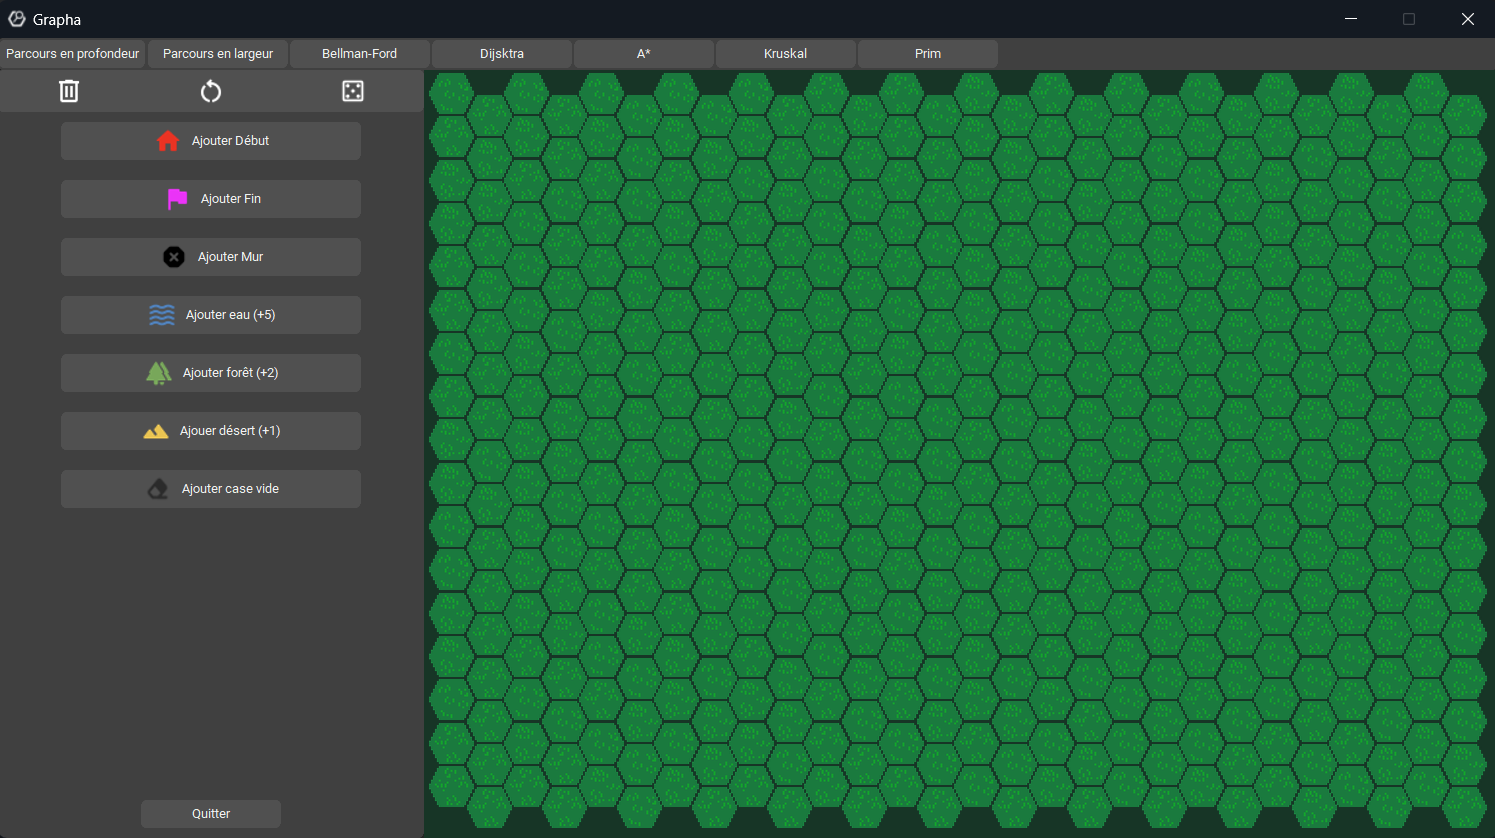 Grapha
Parcours en profondeur Parcours en largeur Bellman-Ford Dijsktra A* Kruskal Prim
Ajouter Début
Ajouter Fin
Ajouter Mur
Ajouter eau (+5)
Ajouter forêt (+2)
Ajouer désert (+1)
Ajouter case vide
Quitter